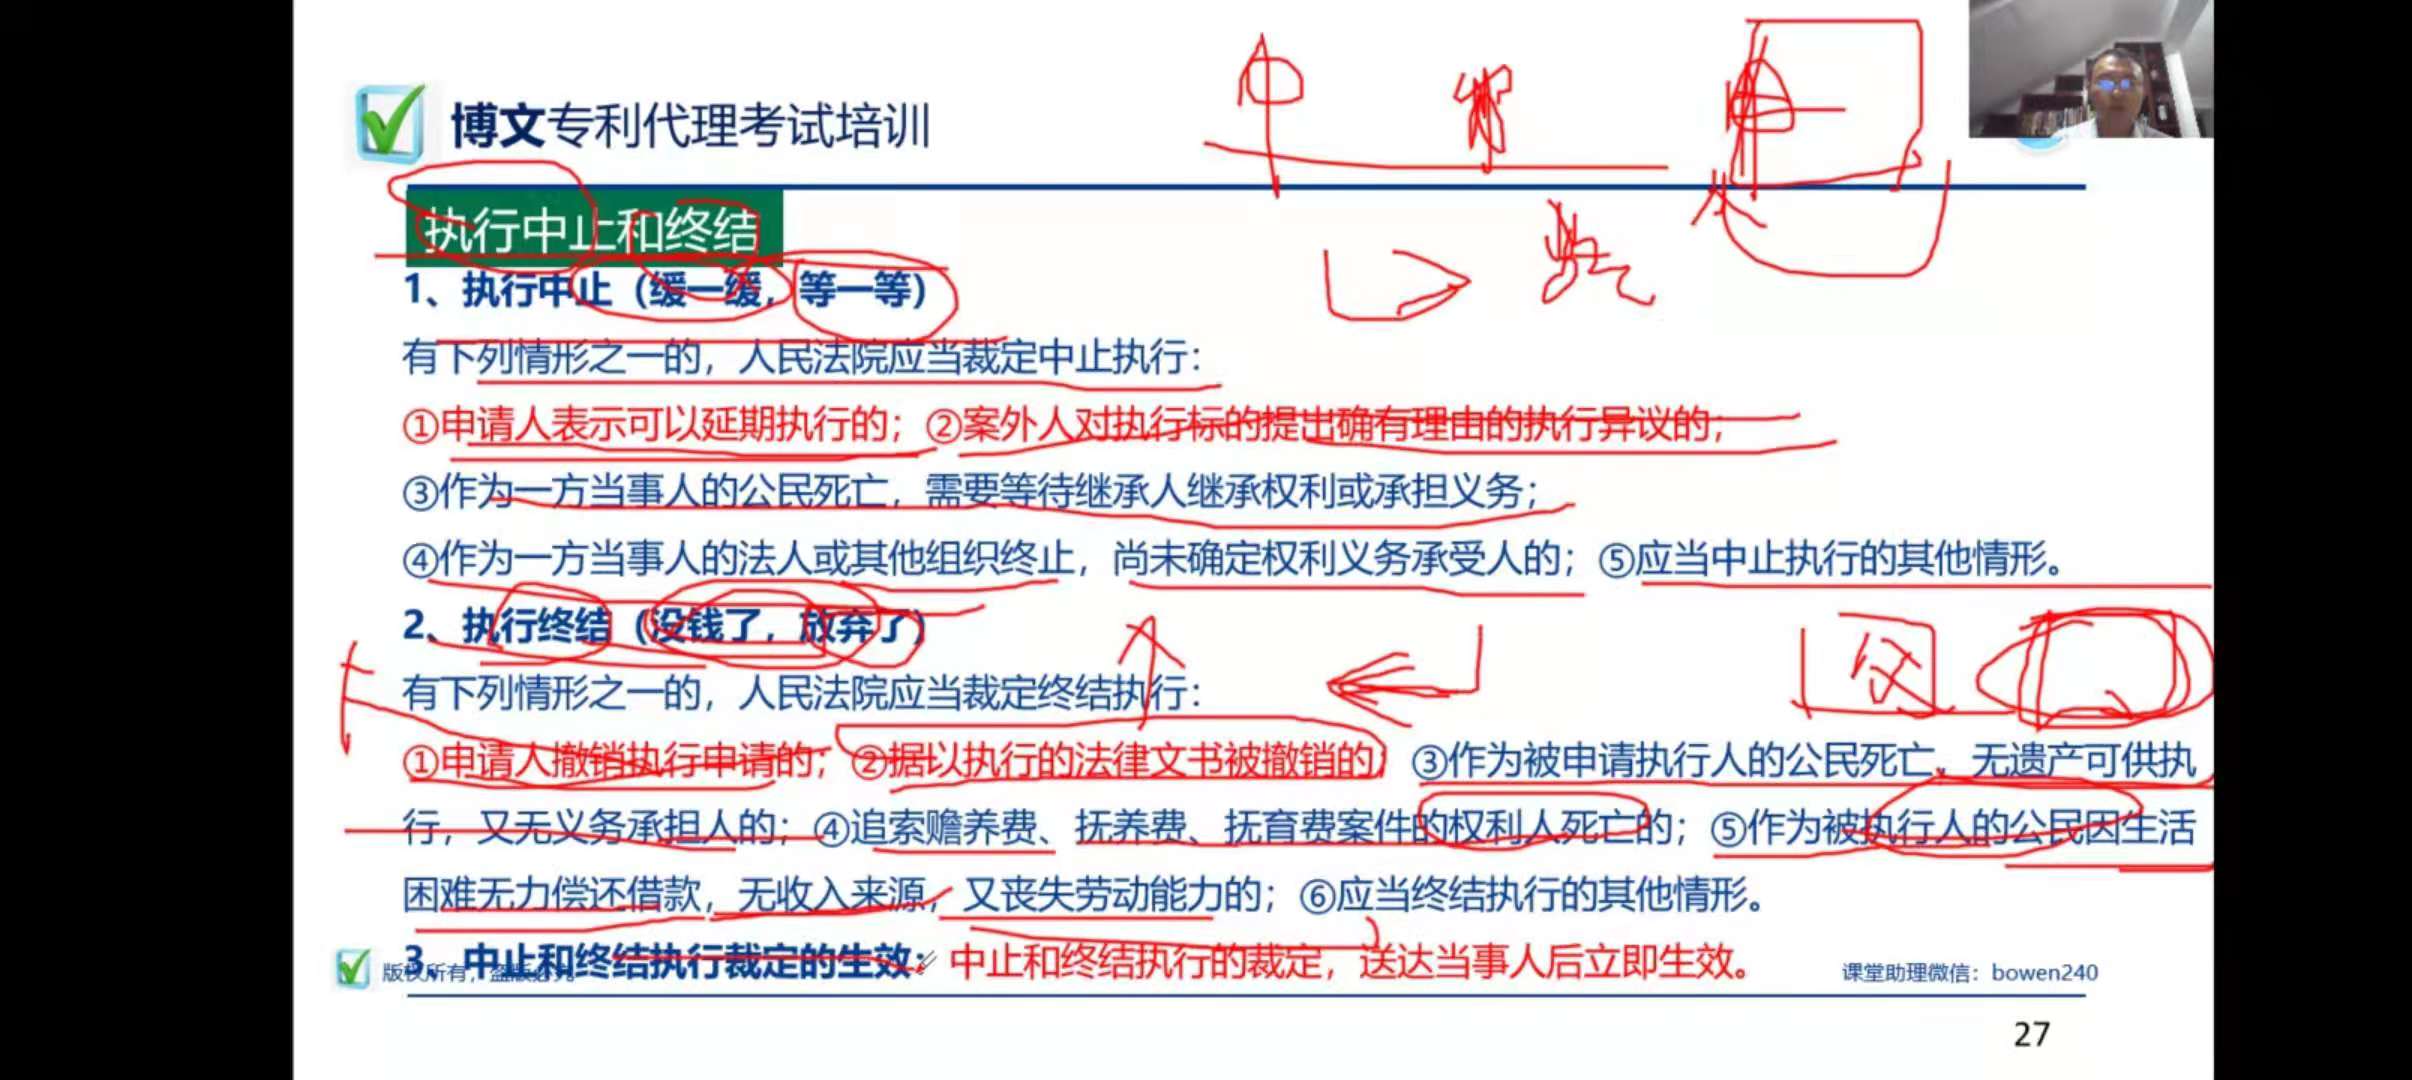 博文专利代理考试培训
执行中止和终结
1、执行中止（缓一缓，等一等）
有下列情形之一的，人民法院应当裁定中止执行：
①申请人表示可以延期执行的；②案外人对执行标的提出确有理由的执行异议的；
③作为一方当事人的公民死亡，需要等待继承人继承权利或承担义务；
④作为一方当事人的法人或其他组织终止，尚未确定权利义务承受人的；⑤应当中止执行的其他情形。
2、执行终结（没钱了，放弃了）
有下列情形之一的，人民法院应当裁定终结执行：
①申请人撤销执行申请的；②据以执行的法律文书被撤销的；③作为被申请执行人的公民死亡，无遗产可供执
行，又无义务承担人的；④追索赡养费、抚养费、抚育费案件的权利人死亡的；⑤作为被执行人的公民因生活
困难无力偿还借款，无收入来源，又丧失劳动能力的；⑥应当终结执行的其他情形。
3、中止和终结执行裁定的生效：中止和终结执行的裁定，送达当事人后立即生效。
版权所有，盗版必究
课堂助理微信：bowen240
27